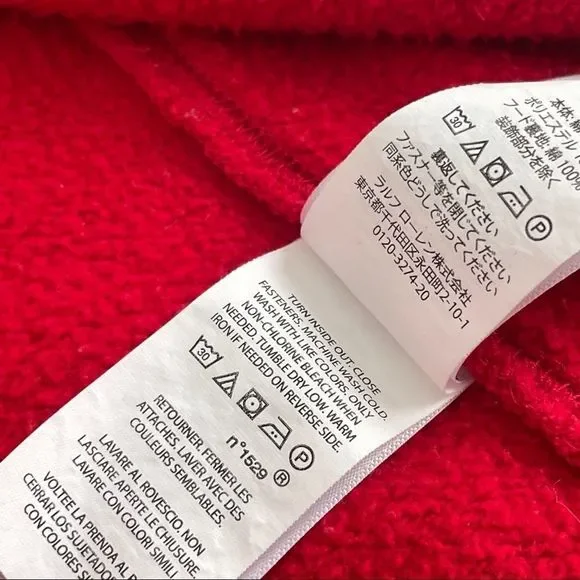 本体: 綿
ポリエステル
フード裏地: 綿 100%
装飾部分を除く
30 P
裏返してください
ファスナー等を閉じてください
同系色どうしで洗ってください
ラルフ ローレン株式会社
東京都千代田区永田町2-10-1
0120-3274-20
TURN INSIDE OUT. CLOSE
FASTENERS. MACHINE WASH COLD.
WASH WITH LIKE COLORS ONLY.
NON-CHLORINE BLEACH WHEN
NEEDED. TUMBLE DRY LOW. WARM
IRON IF NEEDED ON REVERSE SIDE.
30 P
n°1529 ®
RETOURNER, FERMER LES
ATTACHES, LAVER AVEC DES
COULEURS SEMBLABLES.
LAVARE AL ROVESCIO. NON
LASCIARE APERTE LE CHIUSURE.
LAVARE CON COLORI SIMILI
VOLTEE LA PRENDA AL
CERRAR LOS SUJETADO
CON COLORES SI